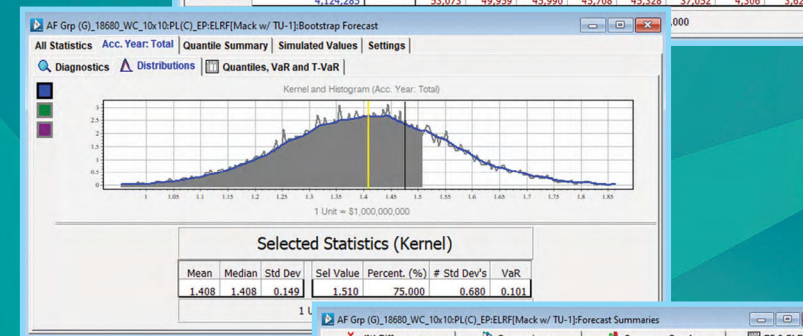 4,124,285 53,073 49,959 45,990 45,708 45,328 37,052 4,306
.000
AF Grp (G)_18680_WC_10x10:PL(C)_EP:ELRF[Mack w/ TU-1]:Bootstrap Forecast
All Statistics Acc. Year: Total Quantile Summary Simulated Values Settings
Diagnostics Distributions Quantiles, VaR and T-VaR
Kernel and Histogram (Acc. Year: Total)
3
2.5
2
1.5
1
0.5
0
1 1.05 1.1 1.15 1.2 1.25 1.3 1.35 1.4 1.45 1.5 1.55 1.6 1.65 1.7 1.75 1.8 1.85
1 Unit = $1,000,000,000
Selected Statistics (Kernel)
Mean Median Std Dev Sel Value Percent. (%) # Std Dev's VaR
1.408 1.408 0.149 1.510 75.000 0.680 0.101
AF Grp (G)_18680_WC_10x10:PL(C)_EP:ELRF[Mack w/ TU-1]:Forecast Summaries